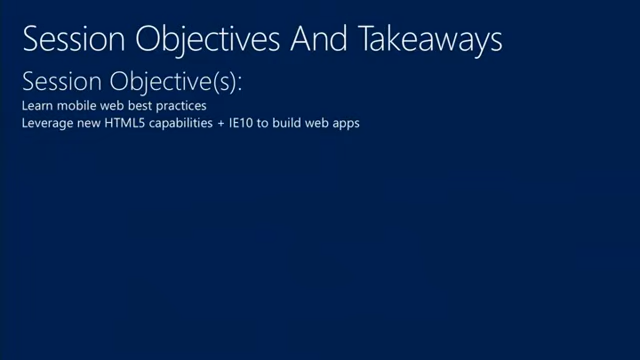 Session Objectives And Takeaways
Session Objective(s):
Learn mobile web best practices
Leverage new HTML5 capabilities + IE10 to build web apps